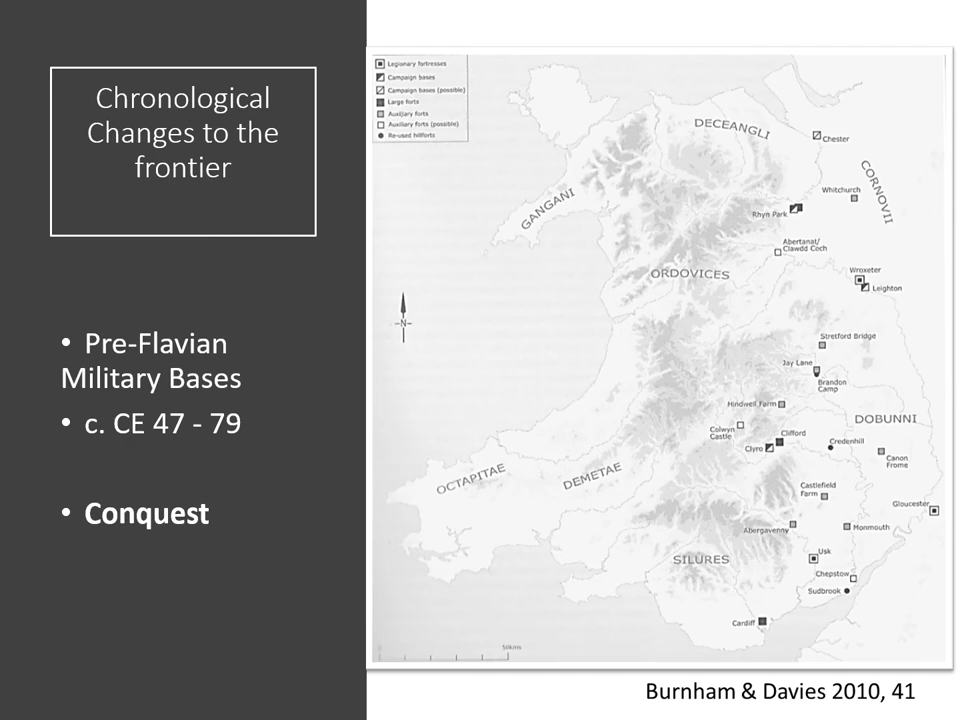 Chronological
Changes to the
frontier
• Pre-Flavian
Military Bases
• c. CE 47 - 79
• Conquest
Legionary fortresses
Campaign bases
Campaign bases (possible)
Large forts
Auxiliary forts
Auxiliary forts (possible)
Re-used hillforts
DECEANGLI
Chester
CORNOVII
Whitchurch
GANGANI
Rhyn Park
Abertanat/
Clawdd Coch
ORDOVICES
Wroxeter
Leighton
-N-
Stretford Bridge
Jay Lane
Brandon
Camp
Hindwell Farm
DOBUNNI
Colwyn
Castle
Clifford
Clyro
Credenhill
Canon
Frome
OCTAPITAE
DEMETAE
Castlefield
Farm
Gloucester
Abergavenny
Monmouth
SILURES
Usk
Chepstow
Sudbrook
Cardiff
50kms
Burnham & Davies 2010, 41